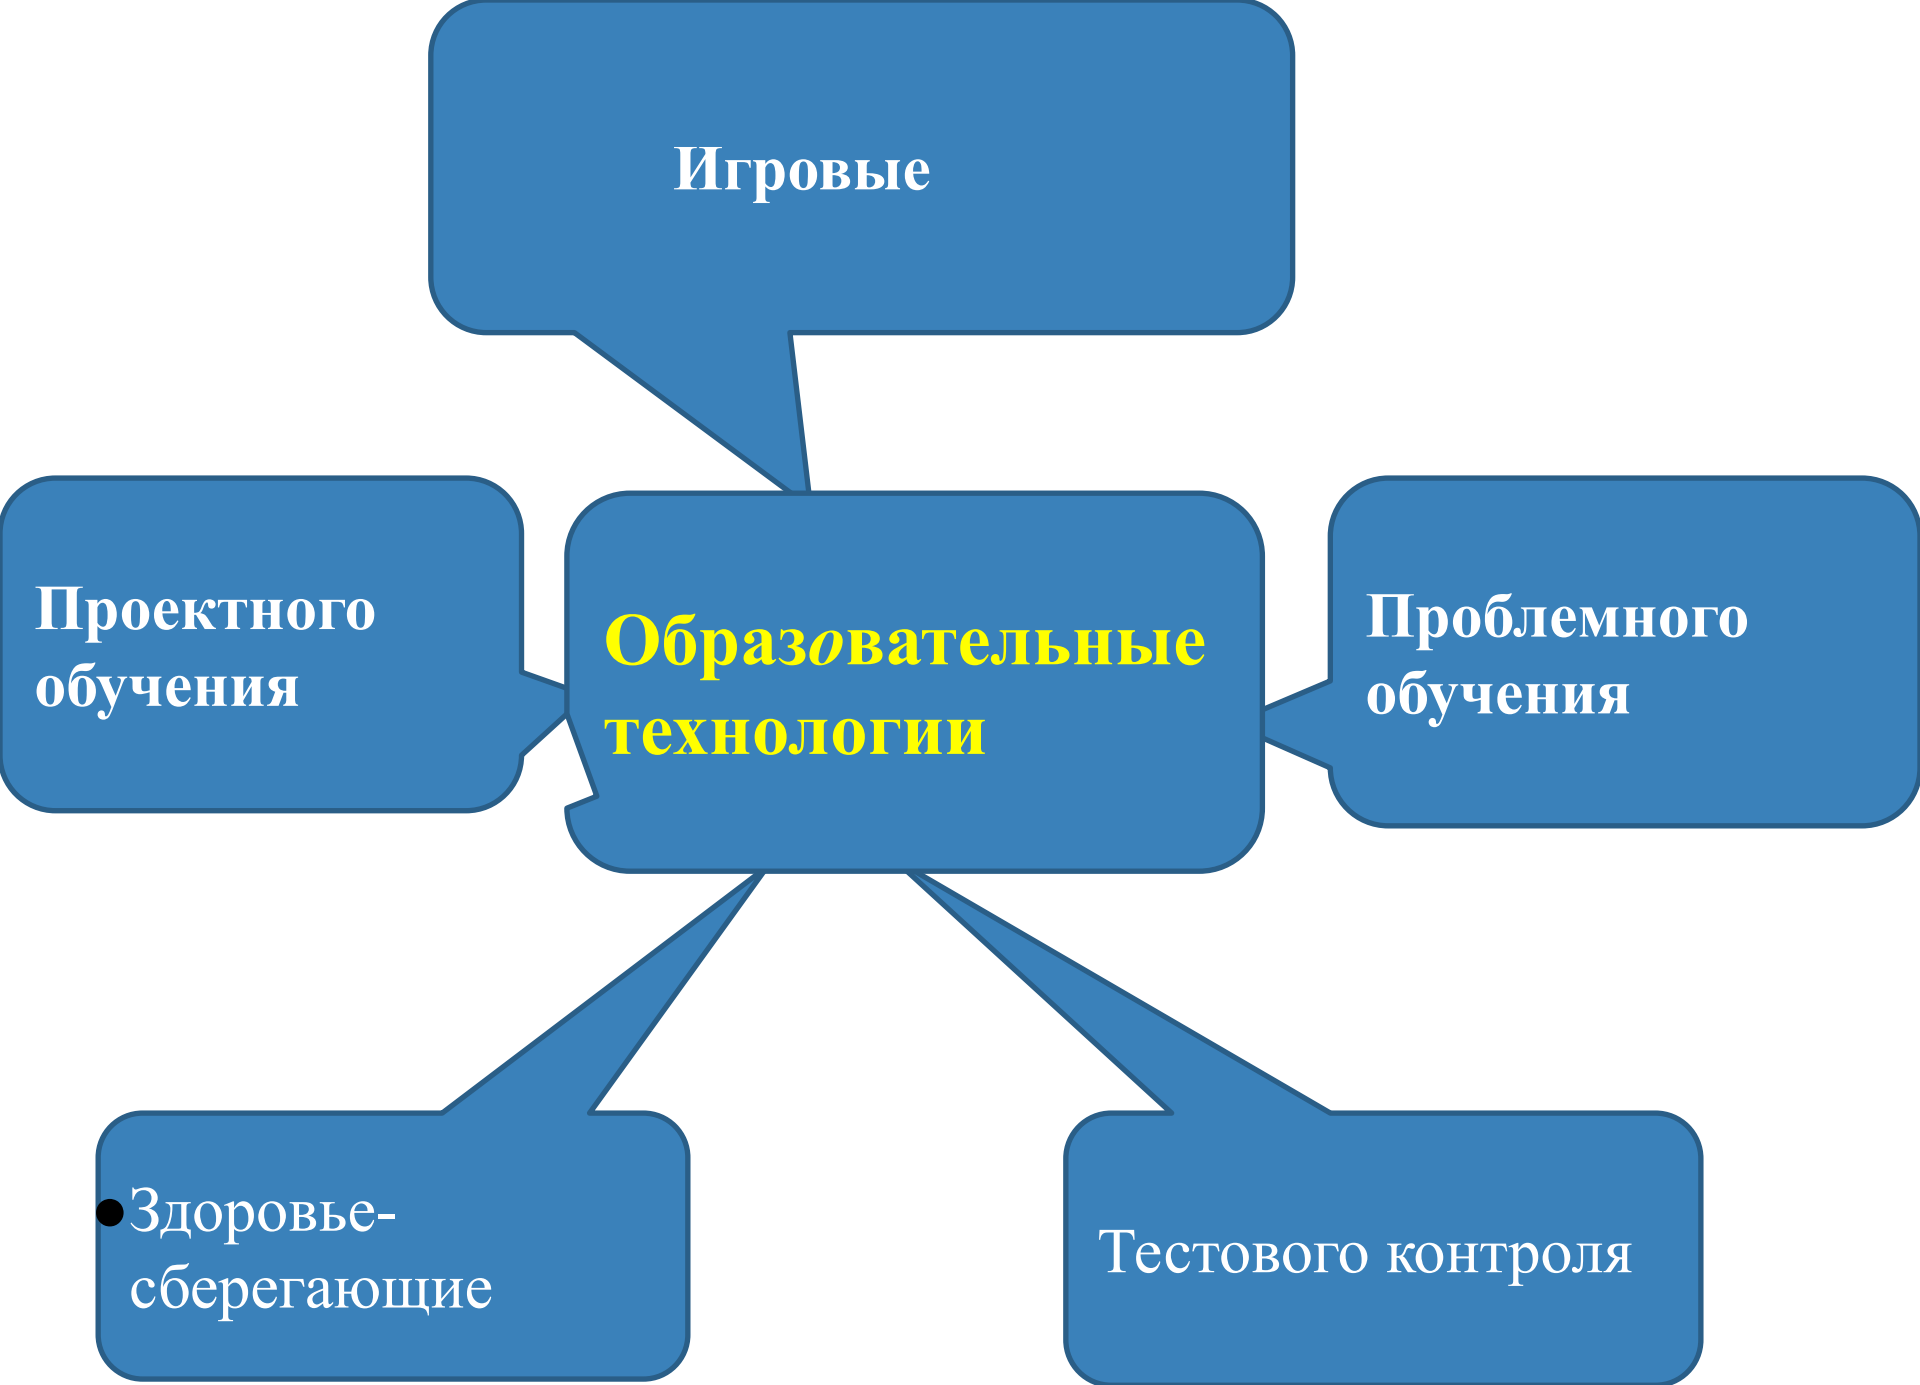 Игровые
Проектного
обучения
Образовательные
технологии
Проблемного
обучения
Здоровье-
сберегающие
Тестового контроля